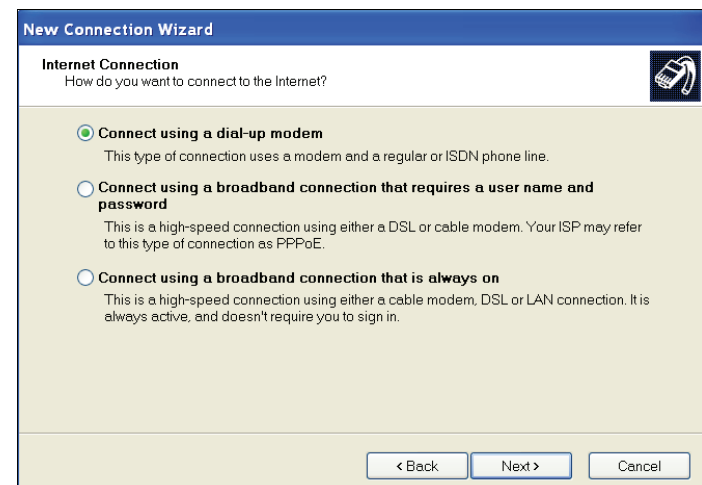 New Connection Wizard
Internet Connection
How do you want to connect to the Internet?
Connect using a dial-up modem
This type of connection uses a modem and a regular or ISDN phone line.
Connect using a broadband connection that requires a user name and
password
This is a high-speed connection using either a DSL or cable modem. Your ISP may refer
to this type of connection as PPPoE.
Connect using a broadband connection that is always on
This is a high-speed connection using either a cable modem, DSL or LAN connection. It is
always active, and doesn't require you to sign in.
< Back Next > Cancel